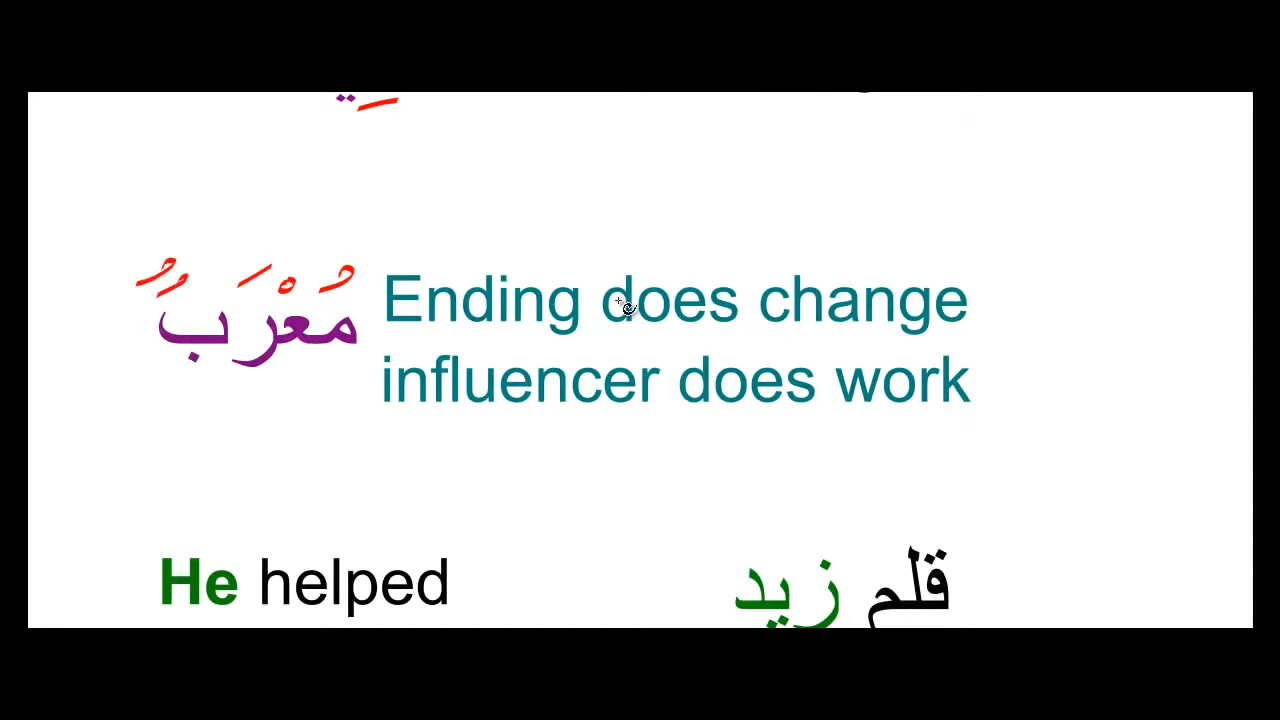 مُعْرَبٌ Ending does change
influencer does work
He helped قلم زيد